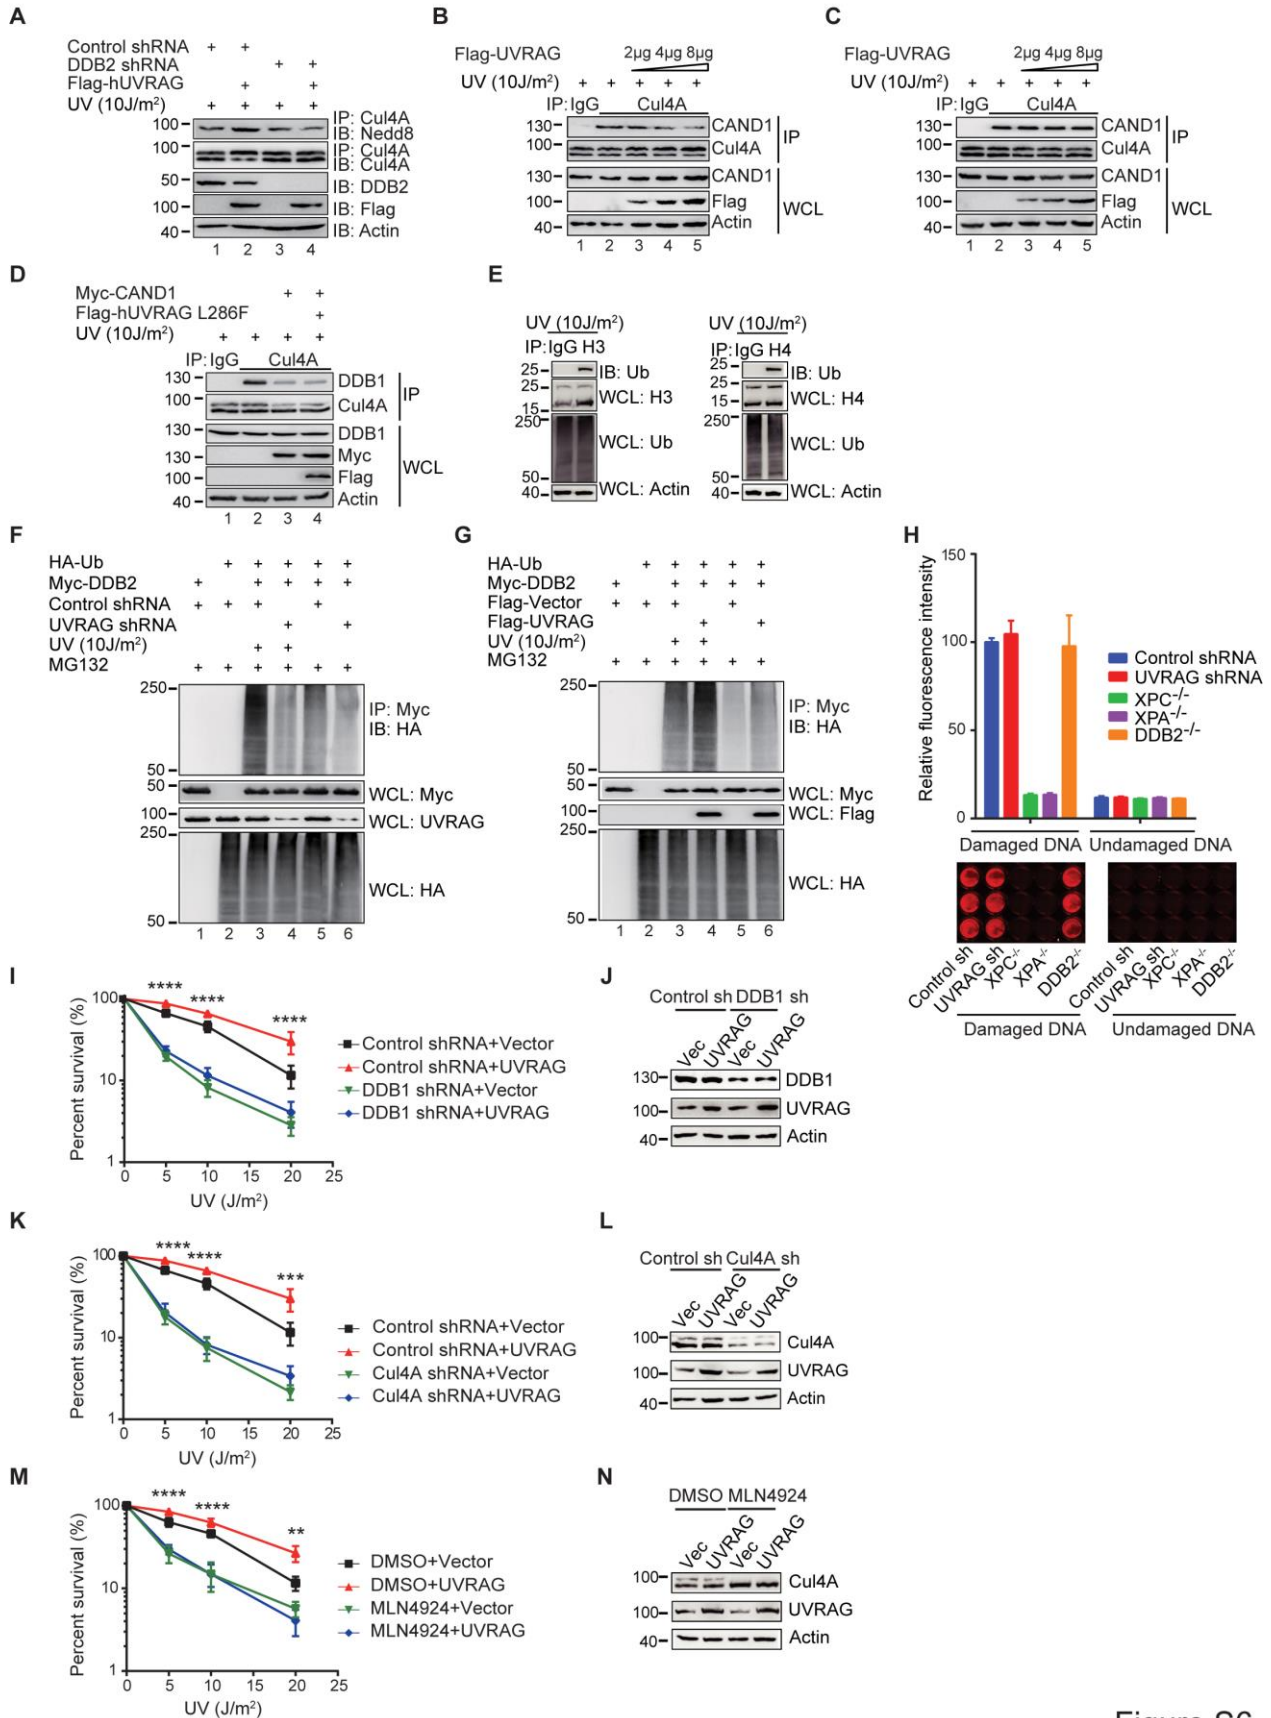 A
Control shRNA + +
DDB2 shRNA + +
Flag-hUVRAG + +
UV (10J/m²) + + + +
100 IP: Cul4A
IB: Nedd8
100 IP: Cul4A
IB: Cul4A
50 IB: DDB2
100 IB: Flag
40 IB: Actin
1 2 3 4
B
Flag-UVRAG 2µg 4µg 8µg
UV (10J/m²) + + + + +
IP: IgG Cul4A
130 CAND1
100 Cul4A
IP
130 CAND1
100 Flag
40 Actin
WCL
1 2 3 4 5
C
Flag-UVRAG 2µg 4µg 8µg
UV (10J/m²) + + + + +
IP: IgG Cul4A
130 CAND1
100 Cul4A
IP
130 CAND1
100 Flag
40 Actin
WCL
1 2 3 4 5
D
Myc-CAND1 + +
Flag-hUVRAG L286F +
UV (10J/m²) + + + +
IP: IgG Cul4A
130 DDB1
100 Cul4A
IP
130 DDB1
130 Myc
100 Flag
40 Actin
WCL
1 2 3 4
E
UV (10J/m²)
IP: IgG H3
25 IB: Ub
25 WCL: H3
15
250 WCL: Ub
50
40 WCL: Actin
UV (10J/m²)
IP: IgG H4
25 IB: Ub
25 WCL: H4
15
250 WCL: Ub
50
40 WCL: Actin
F
HA-Ub + + + + +
Myc-DDB2 + + + + +
Control shRNA + + + +
UVRAG shRNA + +
UV (10J/m²) + +
MG132 + + + + + +
250 IP: Myc
IB: HA
50
50 WCL: Myc
100 WCL: UVRAG
250 WCL: HA
50
1 2 3 4 5 6
G
HA-Ub + + + + +
Myc-DDB2 + + + + +
Flag-Vector + + + +
Flag-UVRAG + +
UV (10J/m²) + +
MG132 + + + + + +
250 IP: Myc
IB: HA
50
50 WCL: Myc
100 WCL: Flag
250 WCL: HA
50
1 2 3 4 5 6
H
Relative fluorescence intensity
150
100
50
0
Control shRNA
UVRAG shRNA
XPC-/-
XPA-/-
DDB2-/-
Damaged DNA Undamaged DNA
Control sh UVRAG sh XPC-/- XPA-/- DDB2-/-
Control sh UVRAG sh XPC-/- XPA-/- DDB2-/-
Damaged DNA Undamaged DNA
I
Percent survival (%)
100
10
1
**** **** ****
0 5 10 15 20 25
UV (J/m²)
Control shRNA+Vector
Control shRNA+UVRAG
DDB1 shRNA+Vector
DDB1 shRNA+UVRAG
J
Control sh DDB1 sh
Vec UVRAG Vec UVRAG
130 DDB1
100 UVRAG
40 Actin
K
Percent survival (%)
100
10
1
**** **** ***
0 5 10 15 20 25
UV (J/m²)
Control shRNA+Vector
Control shRNA+UVRAG
Cul4A shRNA+Vector
Cul4A shRNA+UVRAG
L
Control sh Cul4A sh
Vec UVRAG Vec UVRAG
100 Cul4A
100 UVRAG
40 Actin
M
Percent survival (%)
100
10
1
**** **** **
0 5 10 15 20 25
UV (J/m²)
DMSO+Vector
DMSO+UVRAG
MLN4924+Vector
MLN4924+UVRAG
N
DMSO MLN4924
Vec UVRAG Vec UVRAG
100 Cul4A
100 UVRAG
40 Actin